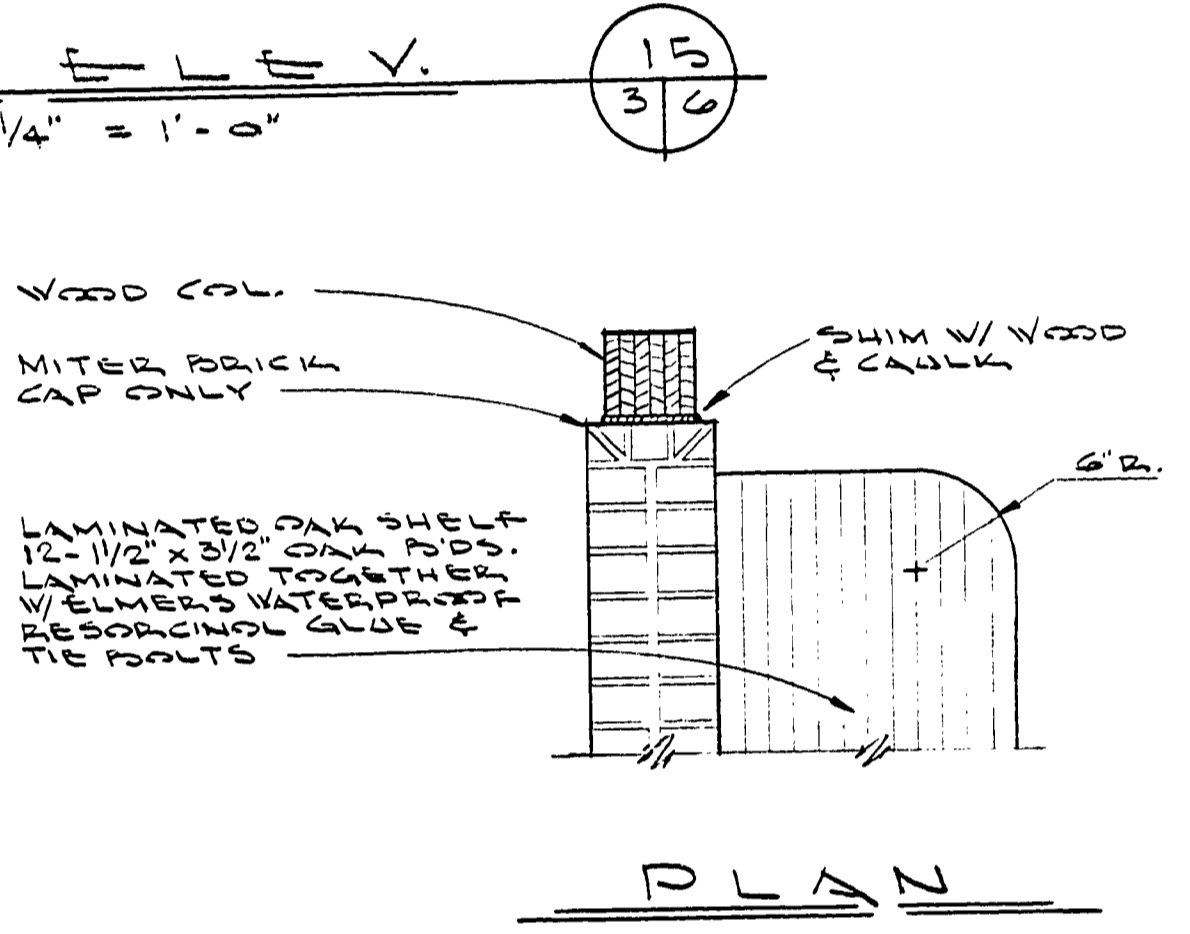 ELEV.
15
1/4" = 1'-0"
3 6
WOOD COL.
MITER BRICK
CAP ONLY
SHIM W/ WOOD
& CAULK
6" R.
LAMINATED OAK SHELF
12-1 1/2" x 3 1/2" OAK BDS.
LAMINATED TOGETHER
W/ ELMERS WATERPROOF
RESORCINOL GLUE &
TIE BOLTS
PLAN